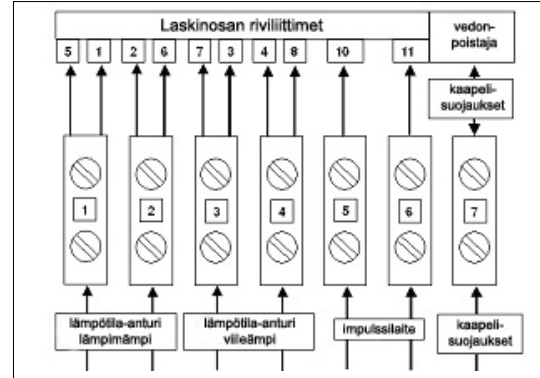 Laskinosan riviliittimet
vedon-
poistaja
5 1 2 6 7 3 4 8 10 11
kaapeli-
suojaukset
1 2 3 4 5 6 7
lämpötila-anturi
lämpimämpi
lämpötila-anturi
viileämpi
impulssilaite
kaapeli-
suojaukset